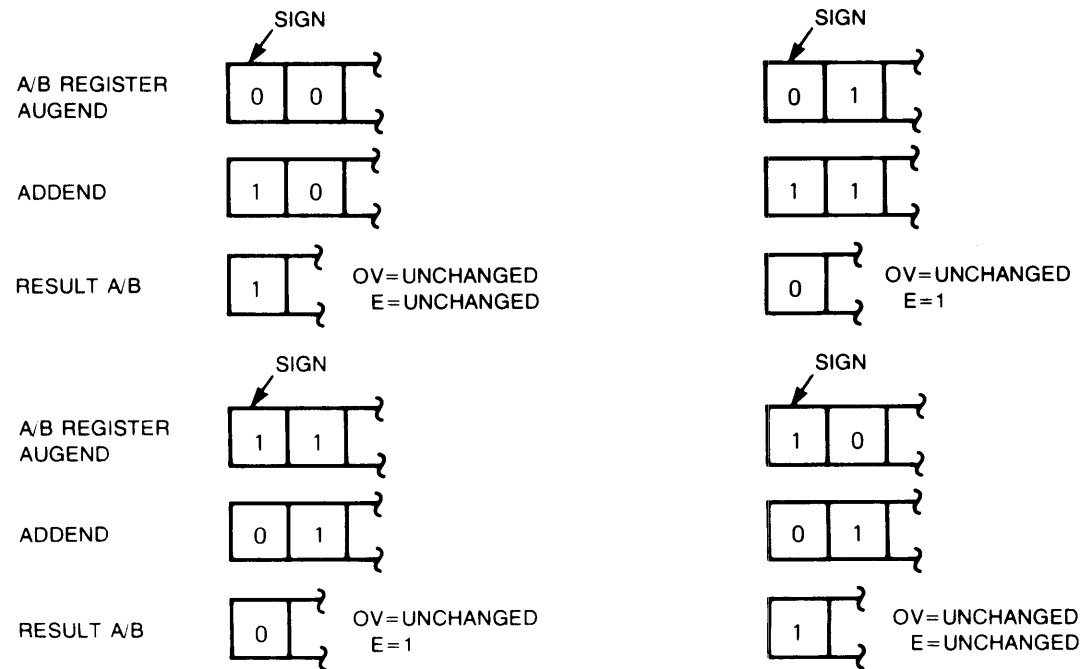 SIGN SIGN
A/B REGISTER
AUGEND
0 0 0 1
ADDEND 1 0 1 1
RESULT A/B 1 OV=UNCHANGED 0 OV=UNCHANGED
E=UNCHANGED E=1
SIGN SIGN
A/B REGISTER
AUGEND
1 1 1 0
ADDEND 0 1 0 1
RESULT A/B 0 OV=UNCHANGED 1 OV=UNCHANGED
E=1 E=UNCHANGED